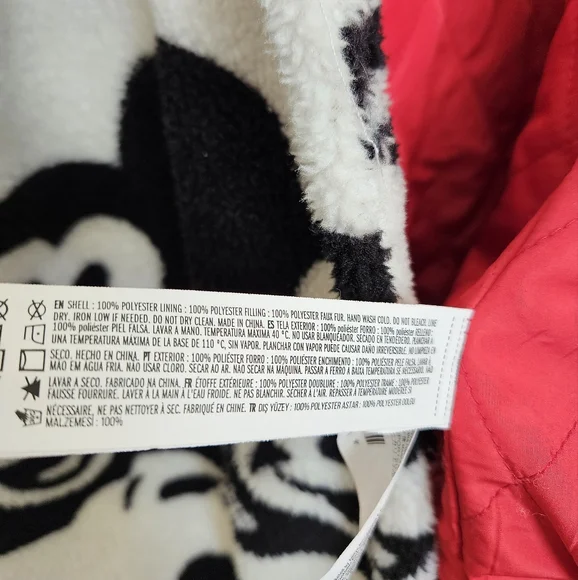 EN SHELL : 100% POLYESTER LINING : 100% POLYESTER FILLING : 100% POLYESTER FAUX FUR. HAND WASH COLD. DO NOT BLEACH. LINE
DRY. IRON LOW IF NEEDED. DO NOT DRY CLEAN. MADE IN CHINA. ES TELA EXTERIOR : 100% poliéster FORRO : 100% poliéster RELLENO :
100% poliéster PIEL FALSA. LAVAR A MANO. TEMPERATURA MÁXIMA 40 °C. NO USAR BLANQUEADOR. SECADO EN TENDEDERO. PLANCHAR A
UNA TEMPERATURA MÁXIMA DE LA BASE DE 110 °C, SIN VAPOR. PLANCHAR CON VAPOR PUEDE CAUSAR DAÑO IRREVERSIBLE. NO LIMPIEZA EN
SECO. HECHO EN CHINA. PT EXTERIOR : 100% POLIÉSTER FORRO : 100% POLIÉSTER ENCHIMENTO : 100% POLIÉSTER PELE FALSA. LAVAR À
MÃO EM ÁGUA FRIA. NÃO USAR CLORO. SECAR AO AR. NÃO SECAR NA MAQUINA. PASSAR A FERRO A BAIXA TEMPERATURA SE NECESSÁRIO. NÃO
LAVAR A SECO. FABRICADO NA CHINA. FR ÉTOFFE EXTÉRIEURE : 100% POLYESTER DOUBLURE : 100% POLYESTER TRAME : 100% POLYESTER
FAUSSE FOURRURE. LAVER À LA MAIN À L'EAU FROIDE. NE PAS BLANCHIR. SÉCHER À L'AIR. REPASSER À TEMPÉRATURE MODÉRÉE SI
NÉCESSAIRE. NE PAS NETTOYER À SEC. FABRIQUÉ EN CHINE. TR DIŞ YÜZEY : 100% POLYESTER ASTAR : 100% POLYESTER DOLGU
MALZEMESI : 100%